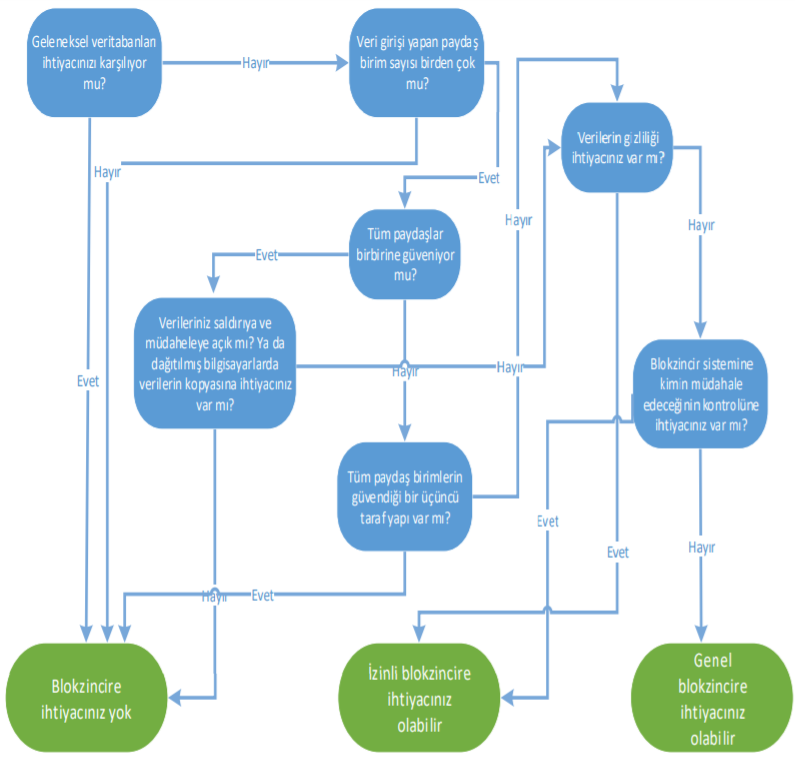 Geleneksel veritabanları
ihtiyacınızı karşılıyor
mu?
Hayır
Veri girişi yapan paydaş
birim sayısı birden çok
mu?
Verilerin gizliliği
ihtiyacınız var mı?
Hayır
Evet
Hayır
Hayır
Tüm paydaşlar
birbirine güveniyor
mu?
Evet
Verileriniz saldırıya ve
müdaheleye açık mı? Ya da
dağıtılmış bilgisayarlarda
verilerin kopyasına ihtiyacınız
var mı?
Evet
Hayır
Hayır
Blokzincir sistemine
kimin müdahale
edeceğinin kontrolüne
ihtiyacınız var mı?
Tüm paydaş birimlerin
güvendiği bir üçüncü
taraf yapı var mı?
Evet
Evet
Hayır
Hayır
Evet
Blokzincire
ihtiyacınız yok
İzinli blokzincire
ihtiyacınız
olabilir
Genel
blokzincire
ihtiyacınız
olabilir